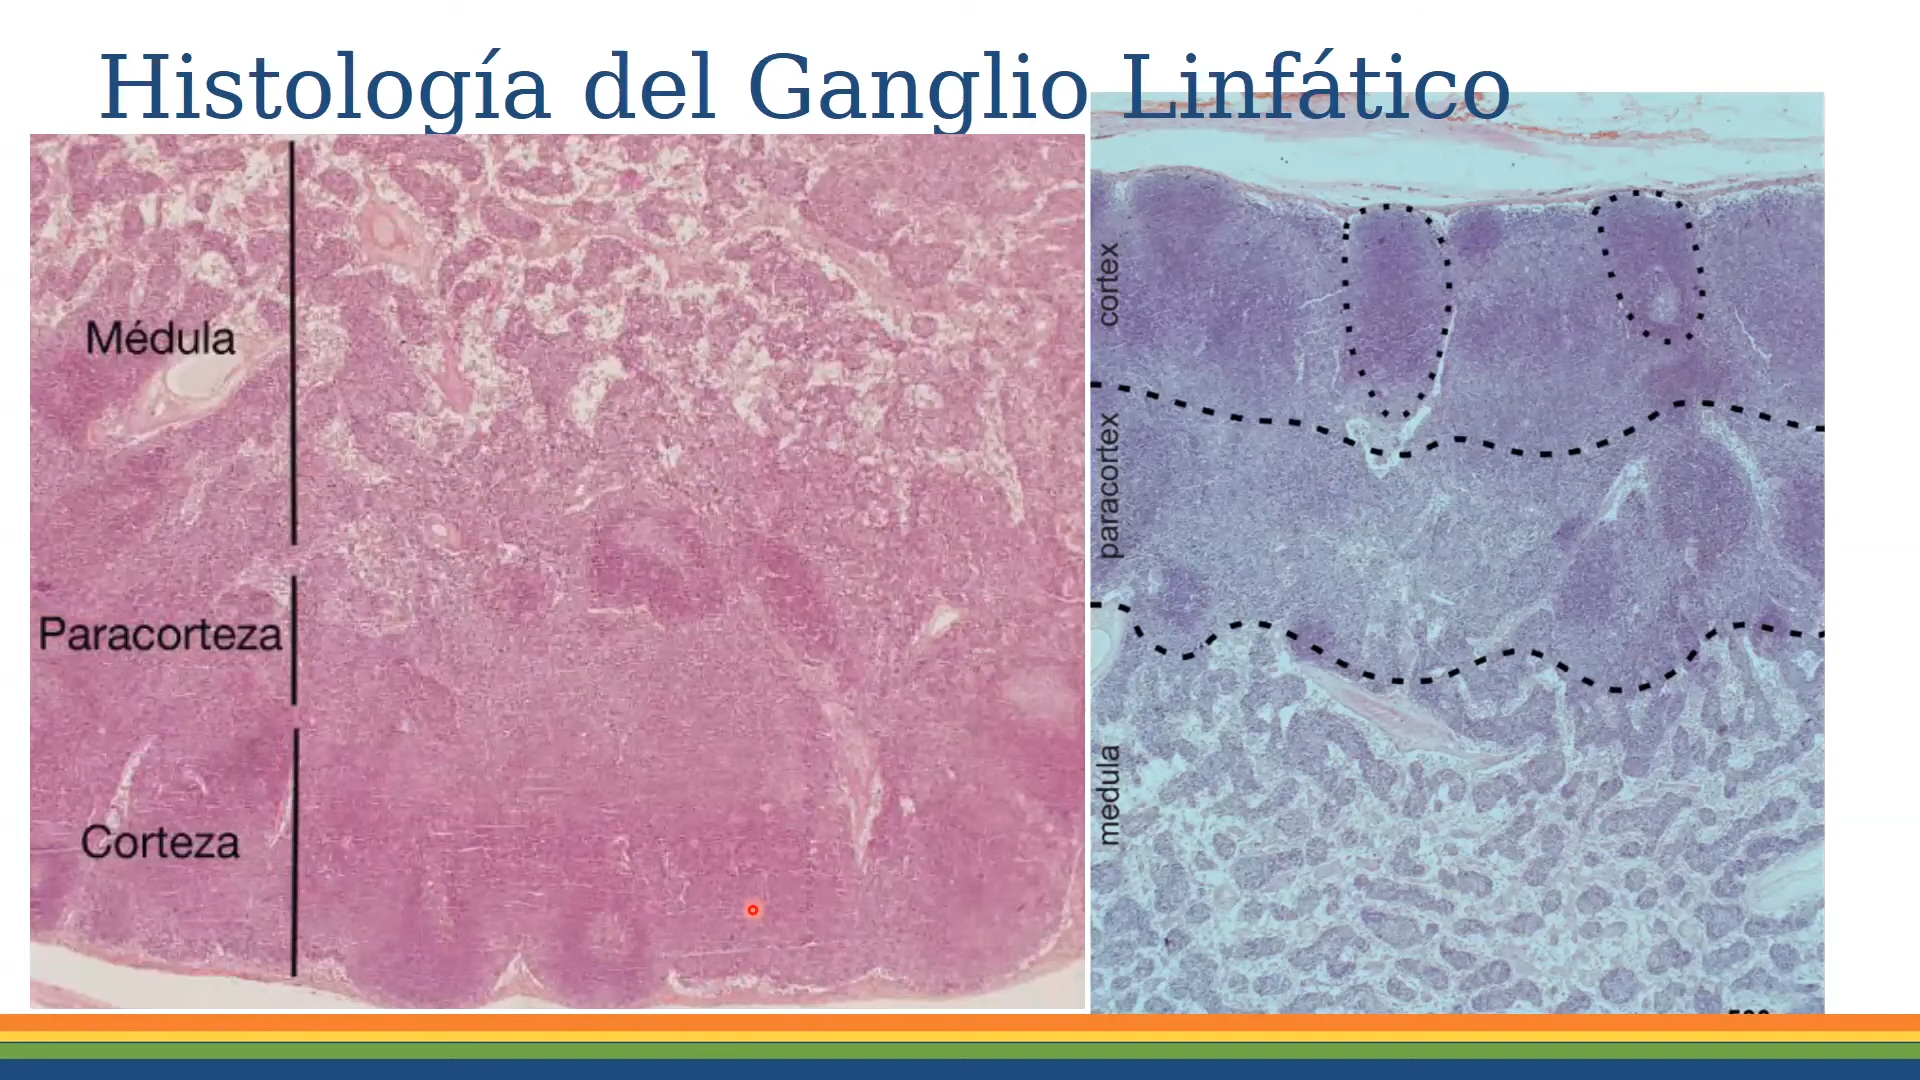 Histología del Ganglio Linfático
Médula
Paracorteza
Corteza
cortex
paracortex
medula